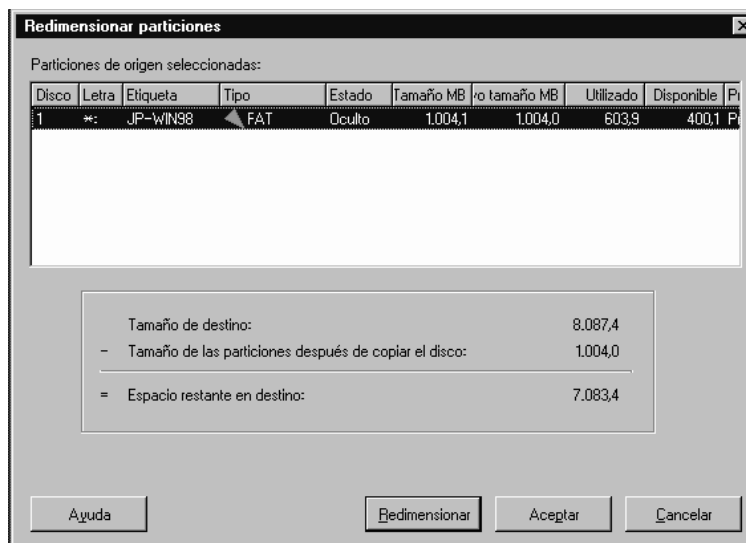 Redimensionar particiones
Particiones de origen seleccionadas:
Disco Letra Etiqueta Tipo Estado Tamaño MB vo tamaño MB Utilizado Disponible
1 *: JP-WIN98 FAT Oculto 1.004,1 1.004,0 603,9 400,1
Tamaño de destino: 8.087,4
− Tamaño de las particiones después de copiar el disco: 1.004,0
= Espacio restante en destino: 7.083,4
Ayuda Redimensionar Aceptar Cancelar